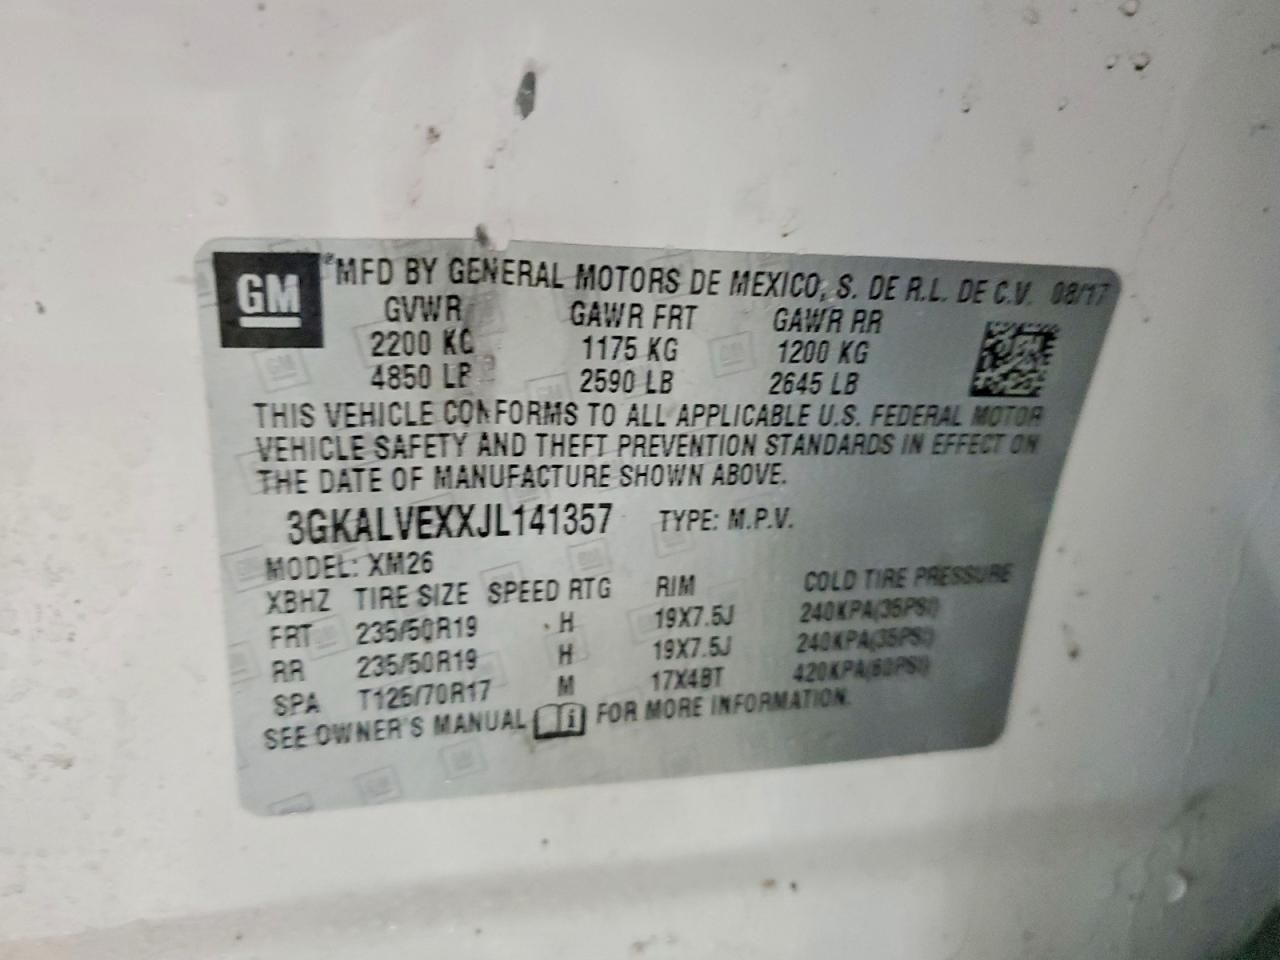 GM
MFD BY GENERAL MOTORS DE MEXICO, S. DE R.L. DE C.V. 08/17
GVWR GAWR FRT GAWR RR
2200 KG 1175 KG 1200 KG
4850 LB 2590 LB 2645 LB
THIS VEHICLE CONFORMS TO ALL APPLICABLE U.S. FEDERAL MOTOR
VEHICLE SAFETY AND THEFT PREVENTION STANDARDS IN EFFECT ON
THE DATE OF MANUFACTURE SHOWN ABOVE.
3GKALVEXXJL141357 TYPE: M.P.V.
MODEL: XM26
XBHZ TIRE SIZE SPEED RTG RIM COLD TIRE PRESSURE
FRT 235/50R19 H 19X7.5J 240KPA(35PSI)
RR 235/50R19 H 19X7.5J 240KPA(35PSI)
SPA T125/70R17 M 17X4BT 420KPA(60PSI)
SEE OWNER'S MANUAL FOR MORE INFORMATION.